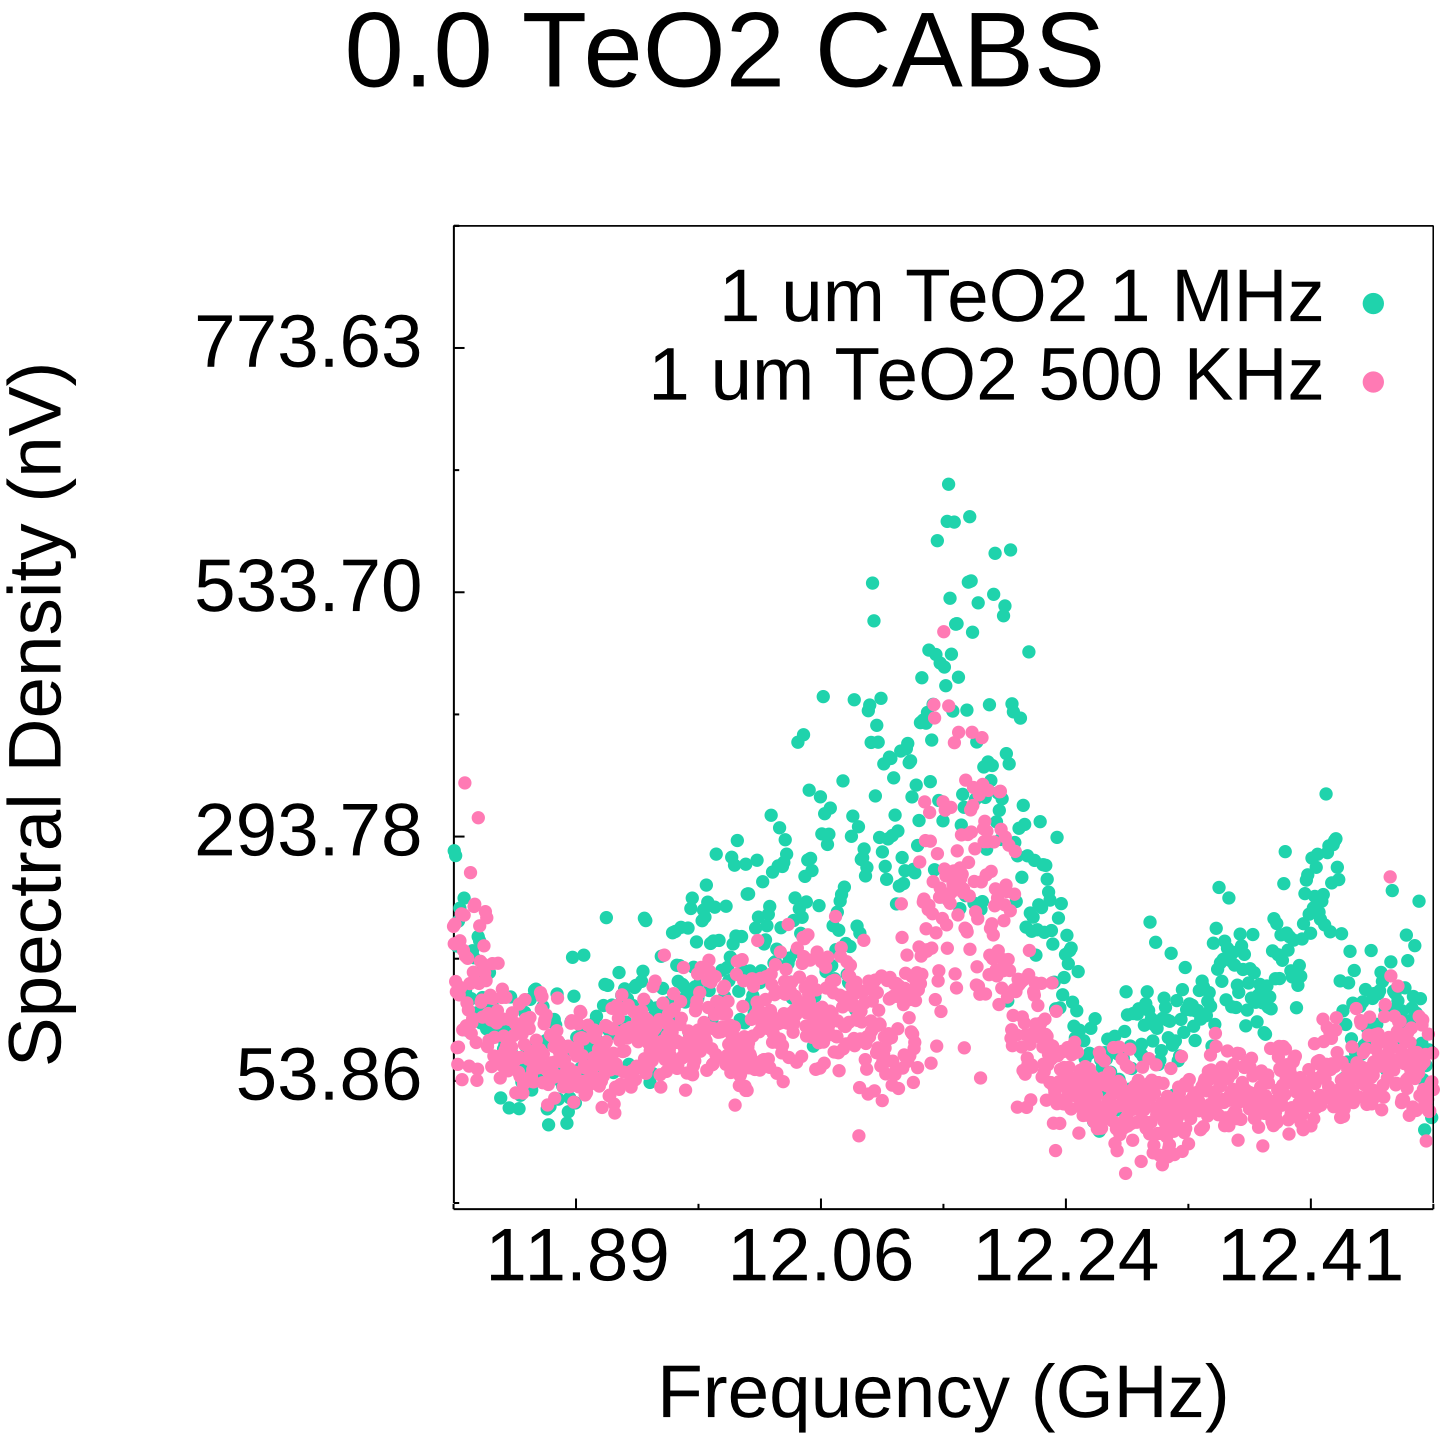 0.0 TeO2 CABS
1 um TeO2 1 MHz
1 um TeO2 500 KHz
Spectral Density (nV)
773.63
533.70
293.78
53.86
11.89 12.06 12.24 12.41
Frequency (GHz)